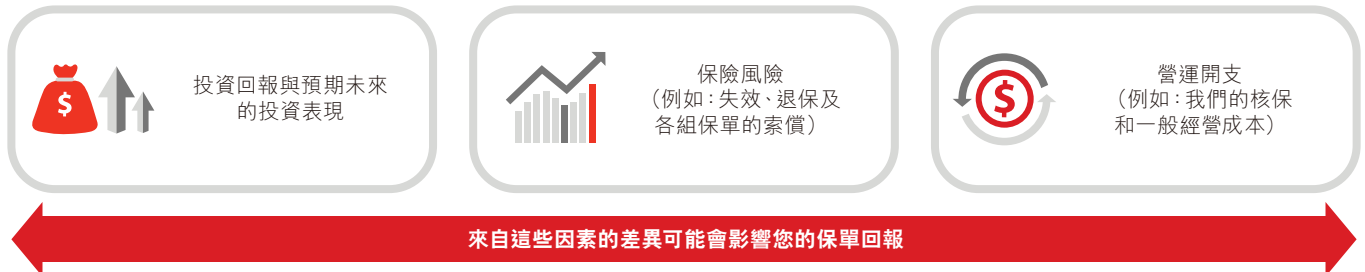 投資回報與預期未來
的投資表現
保險風險
（例如：失效、退保及
各組保單的索償）
營運開支
（例如：我們的核保
和一般經營成本）
來自這些因素的差異可能會影響您的保單回報